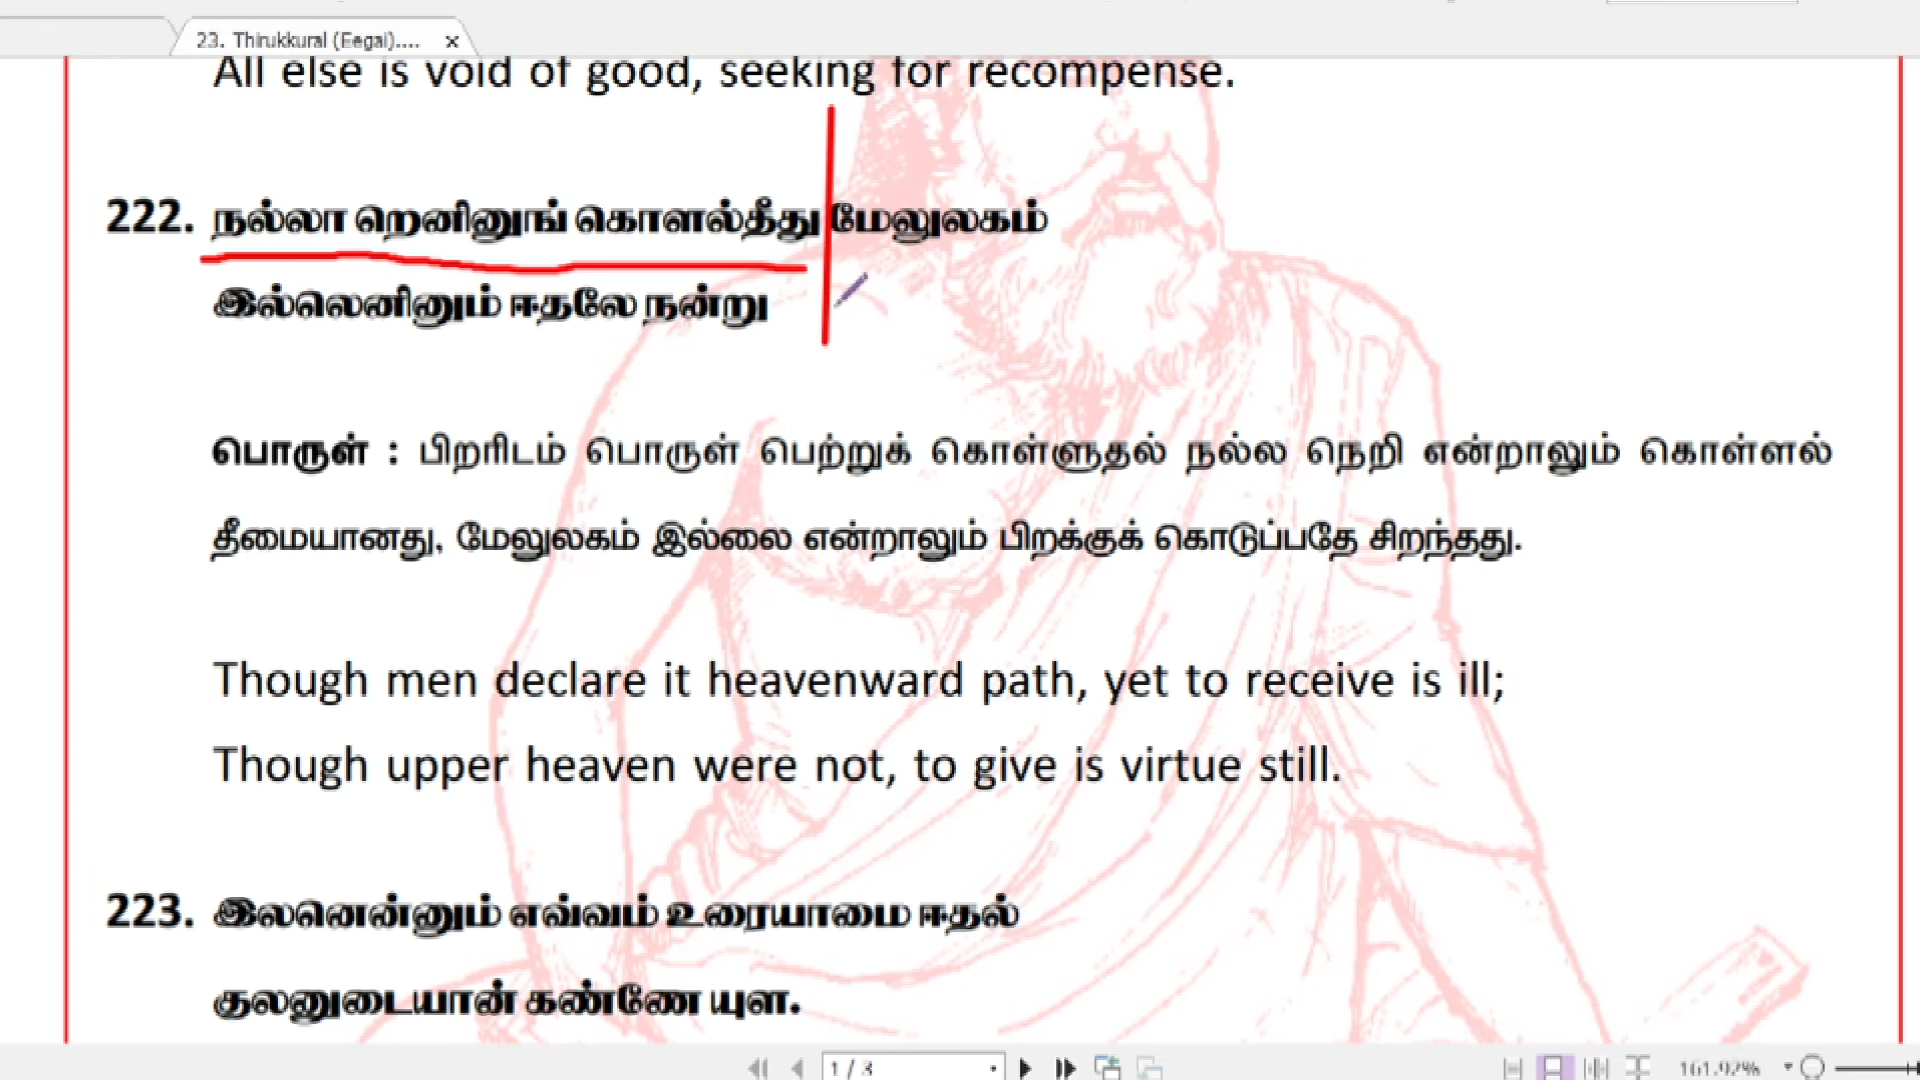 23. Thirukkural (Eegai)....
All else is void of good, seeking for recompense.
222. நல்லா றெனினுங் கொளல்தீது மேலுலகம்
இல்லெனினும் ஈதலே நன்று
பொருள் : பிறரிடம் பொருள் பெற்றுக் கொள்ளுதல் நல்ல நெறி என்றாலும் கொள்ளல்
தீமையானது, மேலுலகம் இல்லை என்றாலும் பிறக்குக் கொடுப்பதே சிறந்தது.
Though men declare it heavenward path, yet to receive is ill;
Though upper heaven were not, to give is virtue still.
223. இலனென்னும் எவ்வம் உரையாமை ஈதல்
குலனுடையான் கண்ணே யுள.
1 / 3
161.92%